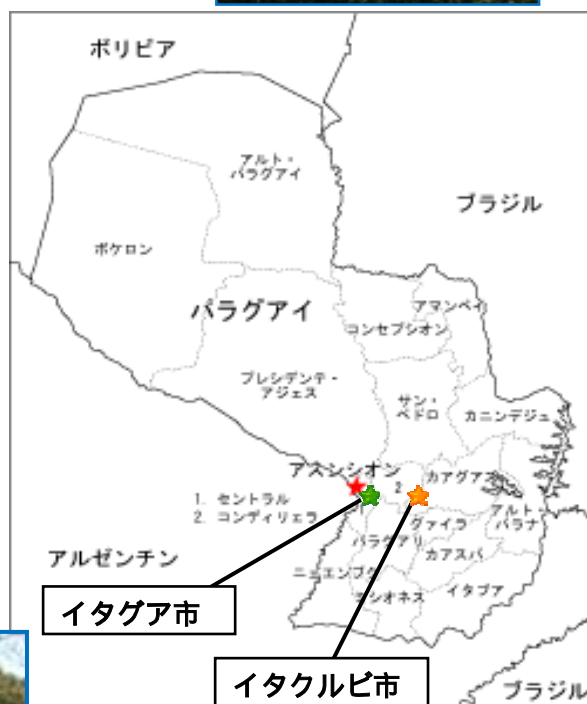 ボリビア
アルト・
パラグアイ
ブラジル
ボケロン
アマンベイ
パラグアイ
コンセプシオン
プレシデンテ・
アジェス
サン・
ペドロ
カニンデジュ
アスンシオン
カアグアス
2
1. セントラル
2. コンディリェラ
1
アルト・
パラナ
グァイラ
パラグアリ
アルゼンチン
カアスパ
ニェエンブク
イタプア
ミシオネス
イタグア市
イタクルビ市
ブラジル